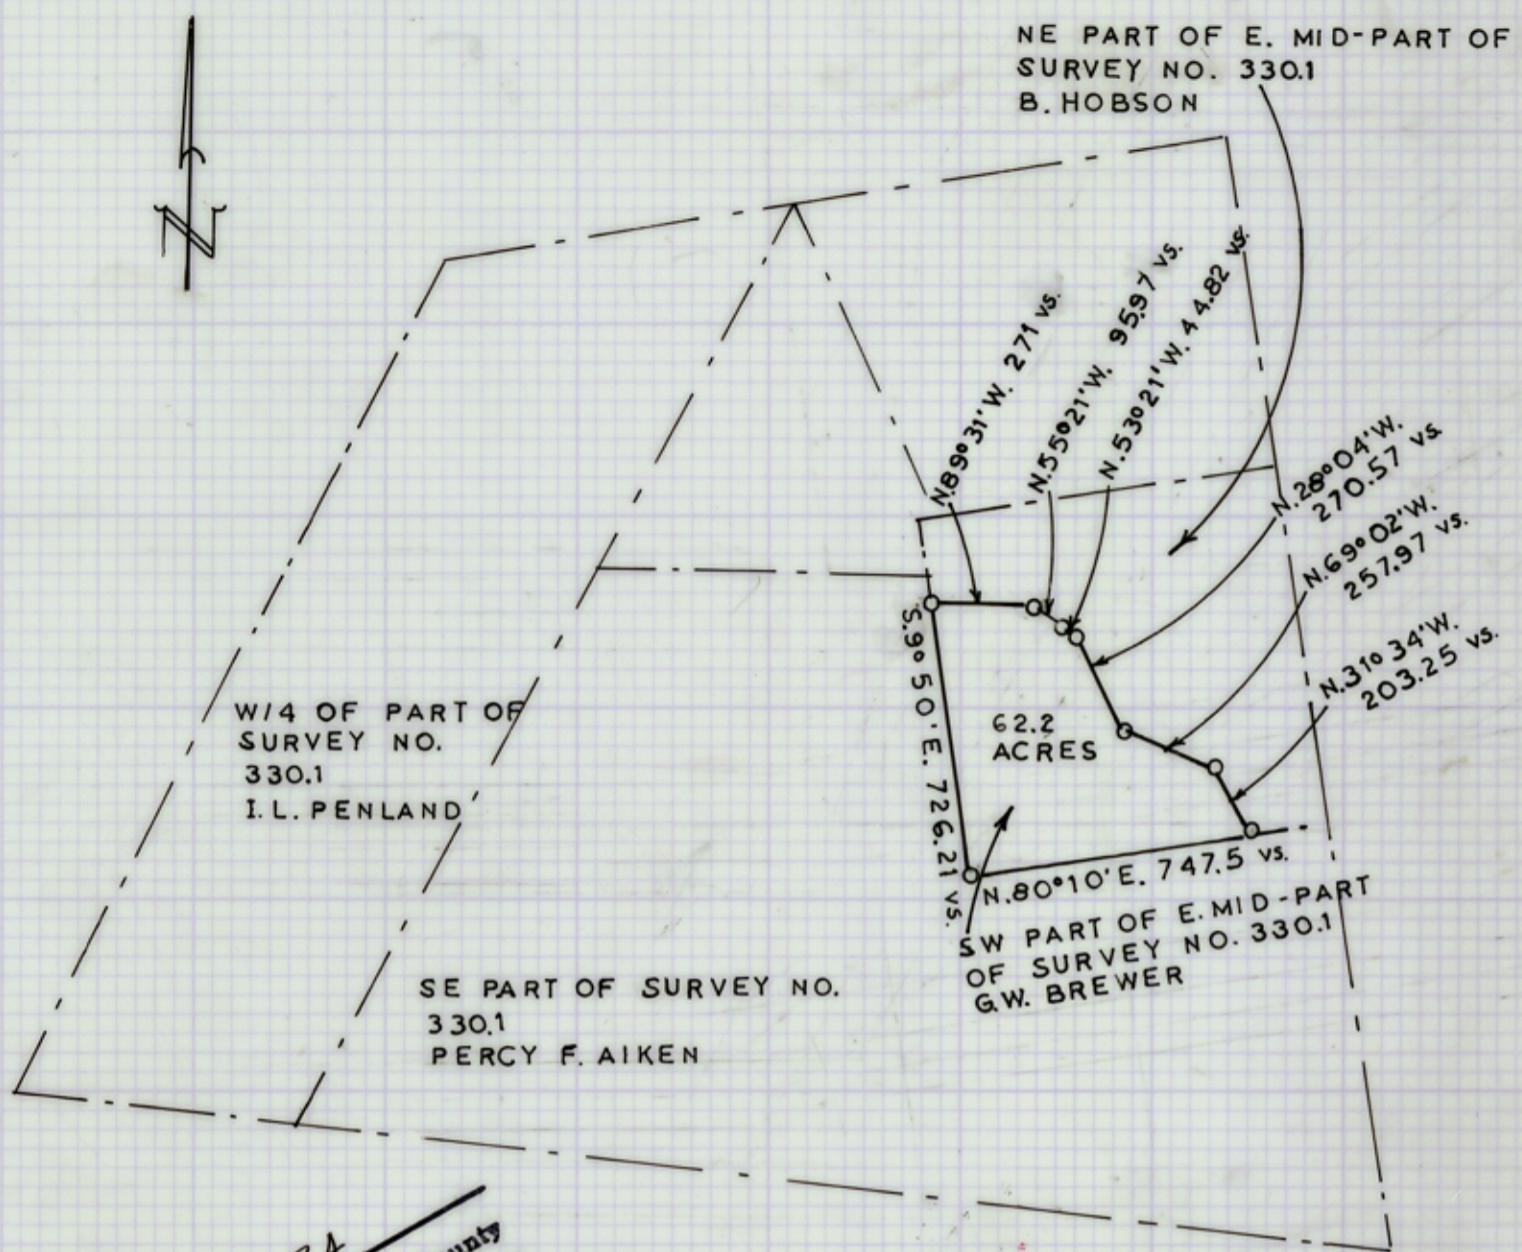 NE PART OF E. MID-PART OF
SURVEY NO. 330.1
B. HOBSON
N
N.89°31'W. 271 vs.
N.55°21'W. 95.97 vs.
N.53°21'W. 44.82 vs.
N.28°04'W.
270.57 vs.
N.69°02'W.
257.97 vs.
N.31°34'W.
203.25 vs.
S.9°50'E. 726.21 vs.
62.2
ACRES
W/4 OF PART OF
SURVEY NO.
330.1
I.L. PENLAND
N.80°10'E. 747.5 vs.
SW PART OF E. MID-PART
OF SURVEY NO. 330.1
G.W. BREWER
SE PART OF SURVEY NO.
330.1
PERCY F. AIKEN